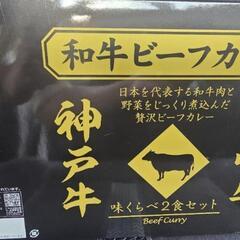 和牛ビーフカ
日本を代表する和牛肉と
野菜をじっくり煮込んだ
贅沢ビーフカレー
神戸牛
味くらべ2食セット
Beef Curry